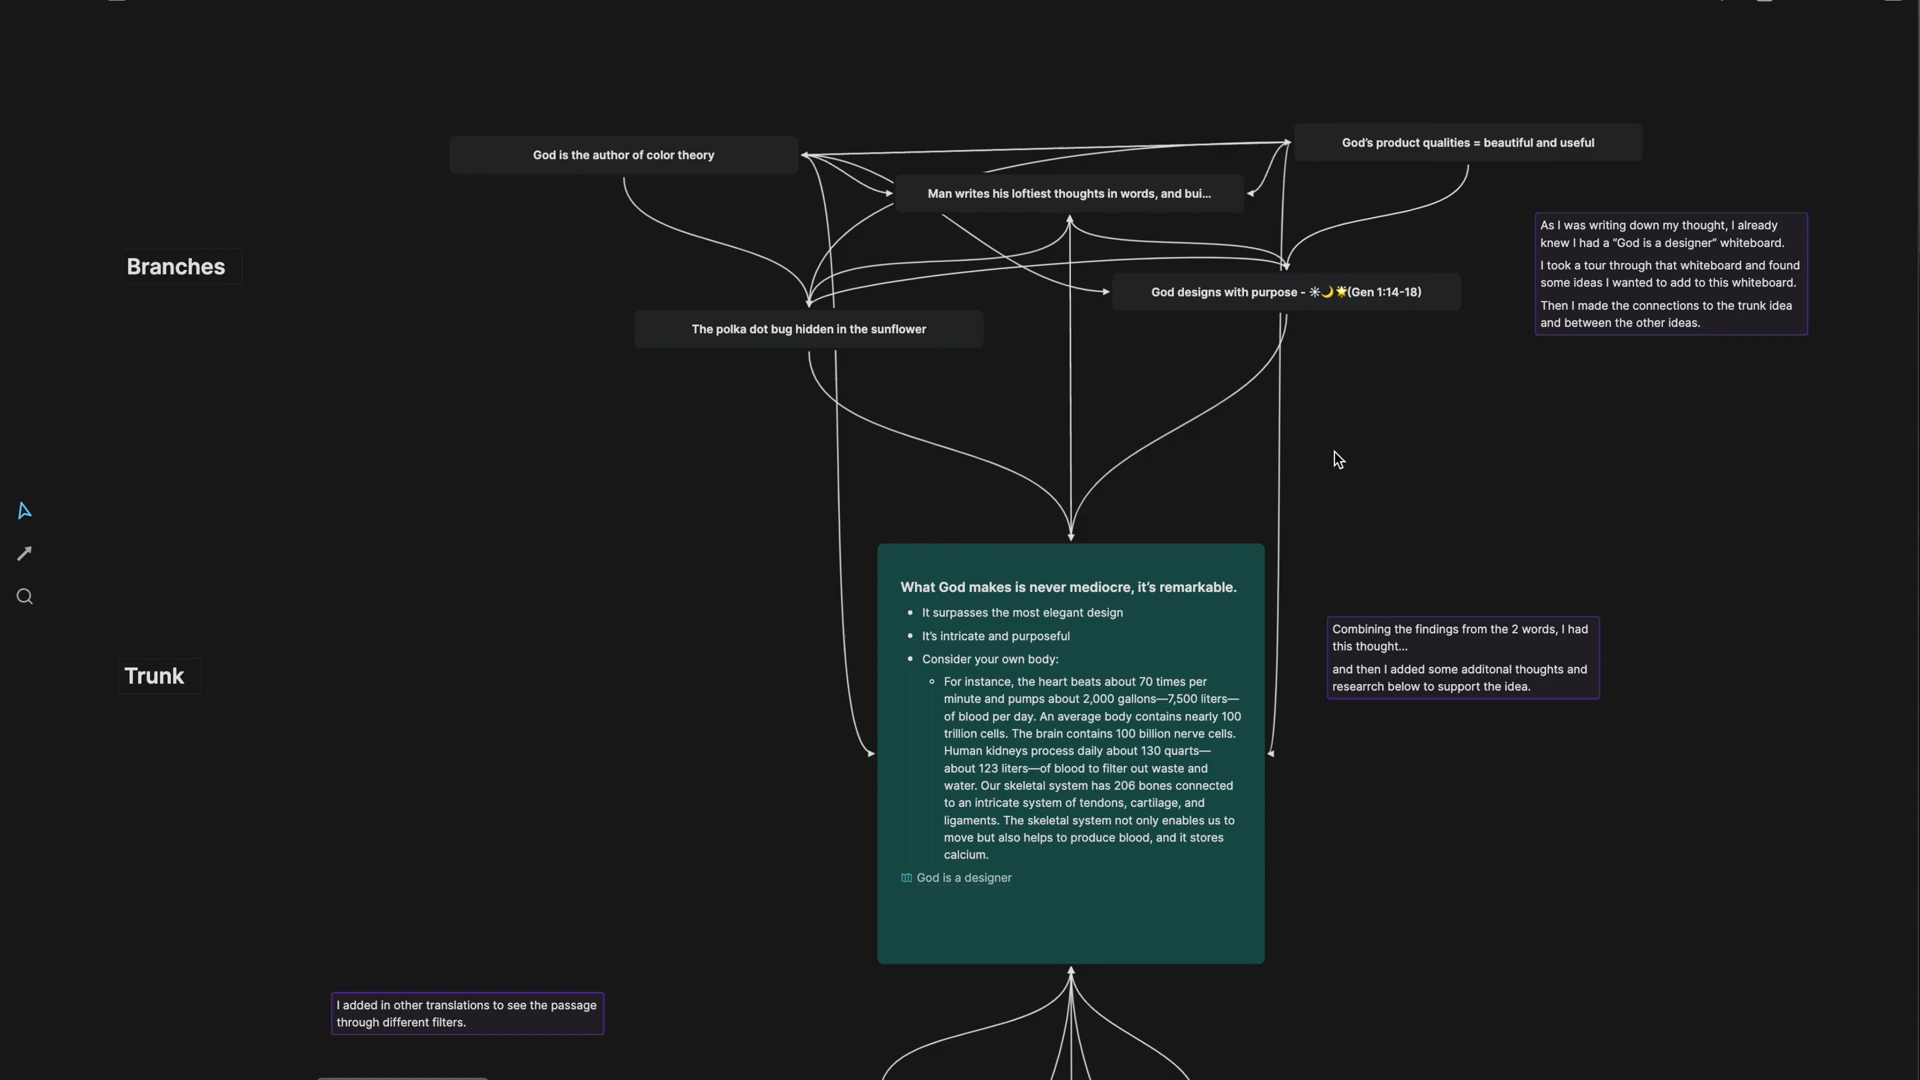 God is the author of color theory
God's product qualities = beautiful and useful
Man writes his loftiest thoughts in words, and bui...
As I was writing down my thought, I already
knew I had a "God is a designer" whiteboard.
I took a tour through that whiteboard and found
some ideas I wanted to add to this whiteboard.
Then I made the connections to the trunk idea
and between the other ideas.
Branches
God designs with purpose - ☀️🌙🌟(Gen 1:14-18)
The polka dot bug hidden in the sunflower
What God makes is never mediocre, it's remarkable.
• It surpasses the most elegant design
• It's intricate and purposeful
• Consider your own body:
◦ For instance, the heart beats about 70 times per
minute and pumps about 2,000 gallons—7,500 liters—
of blood per day. An average body contains nearly 100
trillion cells. The brain contains 100 billion nerve cells.
Human kidneys process daily about 130 quarts—
about 123 liters—of blood to filter out waste and
water. Our skeletal system has 206 bones connected
to an intricate system of tendons, cartilage, and
ligaments. The skeletal system not only enables us to
move but also helps to produce blood, and it stores
calcium.
God is a designer
Combining the findings from the 2 words, I had
this thought...
and then I added some additonal thoughts and
researrch below to support the idea.
Trunk
I added in other translations to see the passage
through different filters.